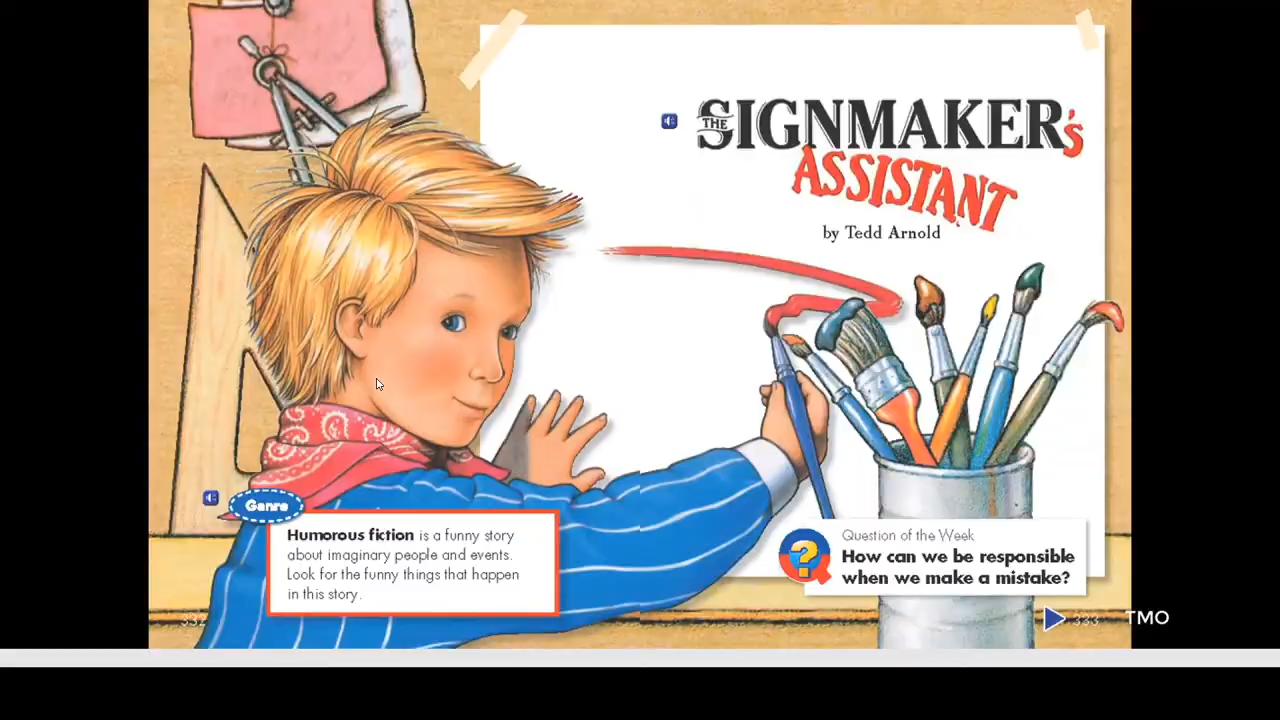 THE SIGNMAKER's
ASSISTANT
by Tedd Arnold
Genre
Humorous fiction is a funny story
about imaginary people and events.
Look for the funny things that happen
in this story.
Question of the Week
How can we be responsible
when we make a mistake?
332
333
TMO